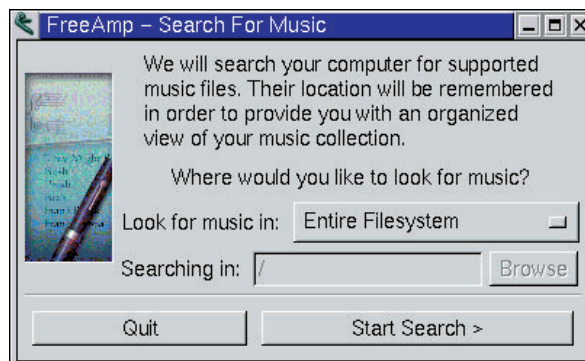 FreeAmp – Search For Music
We will search your computer for supported
music files. Their location will be remembered
in order to provide you with an organized
view of your music collection.
Where would you like to look for music?
Look for music in: Entire Filesystem
Searching in: / Browse
Quit Start Search >